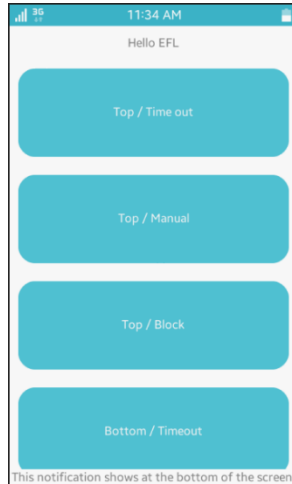 3G
11:34 AM
Hello EFL
Top / Time out
Top / Manual
Top / Block
Bottom / Timeout
This notification shows at the bottom of the screen